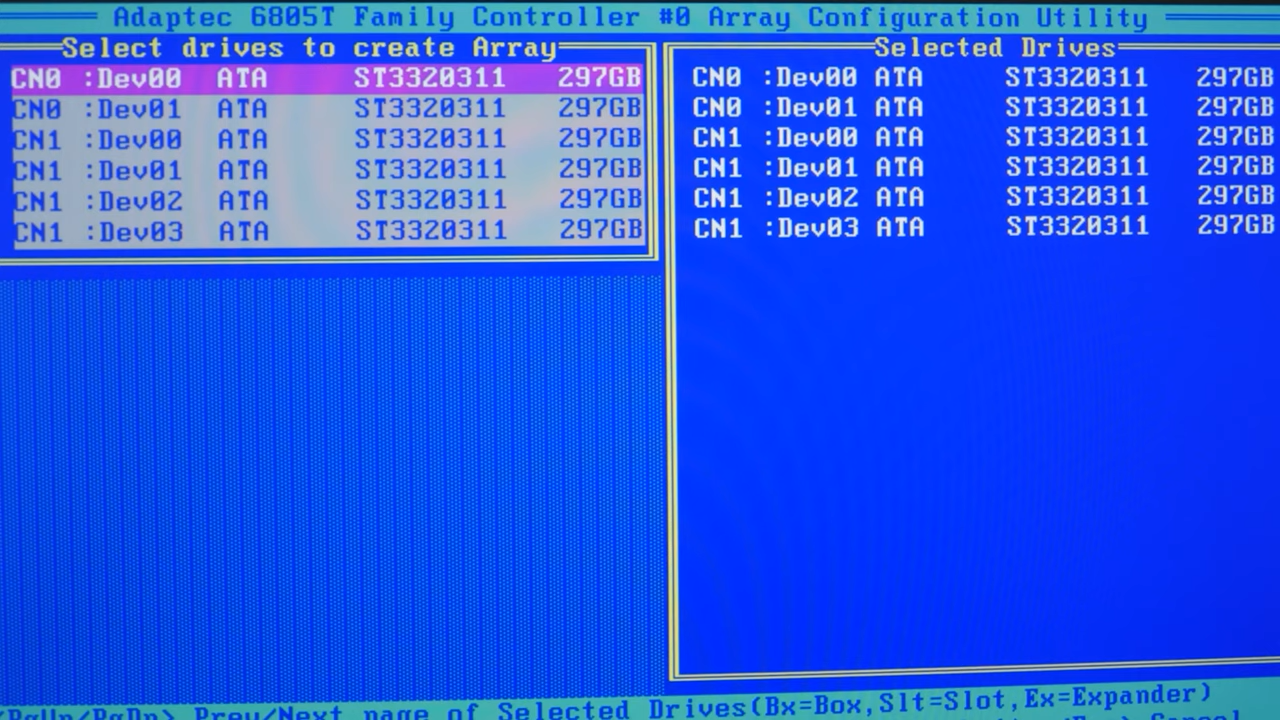 Adaptec 6805T Family Controller #0 Array Configuration Utility
Select drives to create Array
CN0 :Dev00 ATA ST3320311 297GB
CN0 :Dev01 ATA ST3320311 297GB
CN1 :Dev00 ATA ST3320311 297GB
CN1 :Dev01 ATA ST3320311 297GB
CN1 :Dev02 ATA ST3320311 297GB
CN1 :Dev03 ATA ST3320311 297GB
Selected Drives
CN0 :Dev00 ATA ST3320311 297GB
CN0 :Dev01 ATA ST3320311 297GB
CN1 :Dev00 ATA ST3320311 297GB
CN1 :Dev01 ATA ST3320311 297GB
CN1 :Dev02 ATA ST3320311 297GB
CN1 :Dev03 ATA ST3320311 297GB
<PgUp/PgDn> Prev/Next page of Selected Drives(Bx=Box,Slt=Slot,Ex=Expander)